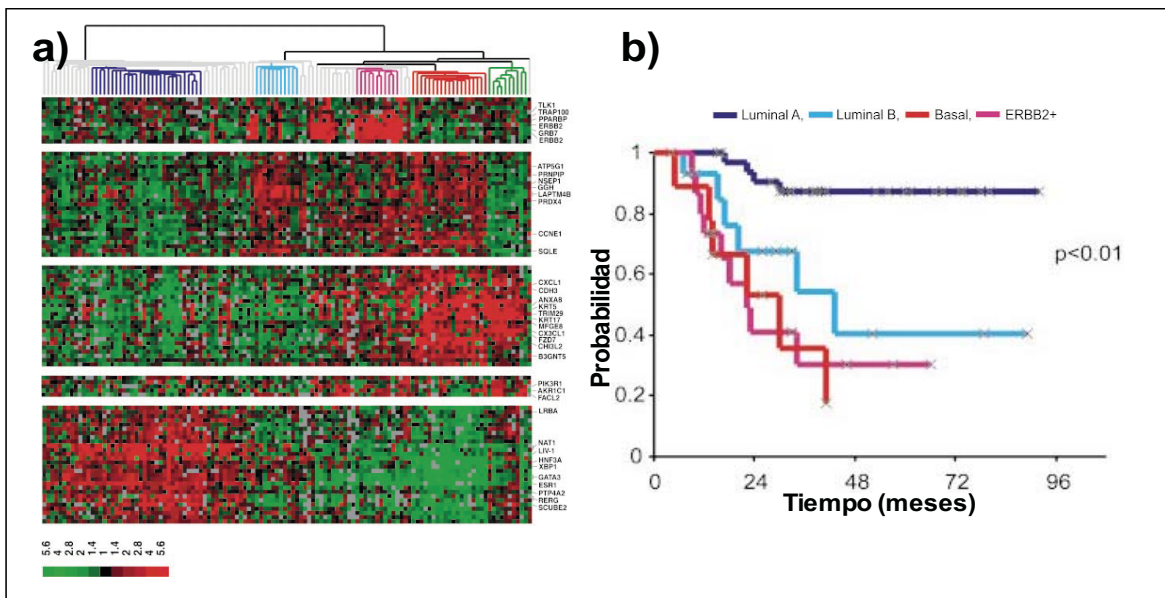 a)
TLK1
TRAP100
PPARBP
ERBB2
GRB7
ERBB2
ATP5G1
PRNPIP
NSEP1
GGH
LAPTM4B
PRDX4
CCNE1
SQLE
CXCL1
CDH3
ANXA8
KRT5
TRIM29
KRT17
MFGE8
CX3CL1
FZD7
CHI3L2
B3GNT5
PIK3R1
AKR1C1
FACL2
LRBA
NAT1
LIV-1
HNF3A
XBP1
GATA3
ESR1
PTP4A2
RERG
SCUBE2
5.6 4 2.8 2 1.4 1 1.4 2 2.8 4 5.6
b)
Luminal A, Luminal B, Basal, ERBB2+
1
0.8
0.6
0.4
0.2
0
Probabilidad
p<0.01
0 24 48 72 96
Tiempo (meses)